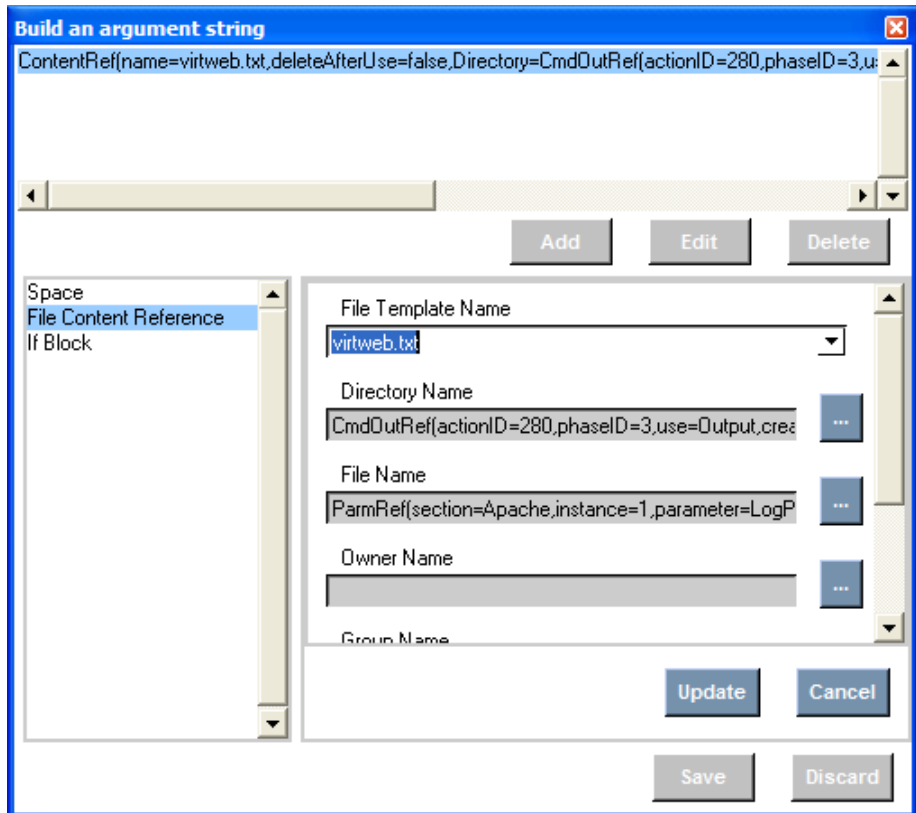 Build an argument string
ContentRef(name=virtweb.txt,deleteAfterUse=false,Directory=CmdOutRef(actionID=280,phaseID=3,u
Add Edit Delete
Space
File Content Reference
If Block
File Template Name
virtweb.txt
Directory Name
CmdOutRef(actionID=280,phaseID=3,use=Output,crea
...
File Name
ParmRef(section=Apache,instance=1,parameter=LogP
...
Owner Name
...
Group Name
Update Cancel
Save Discard